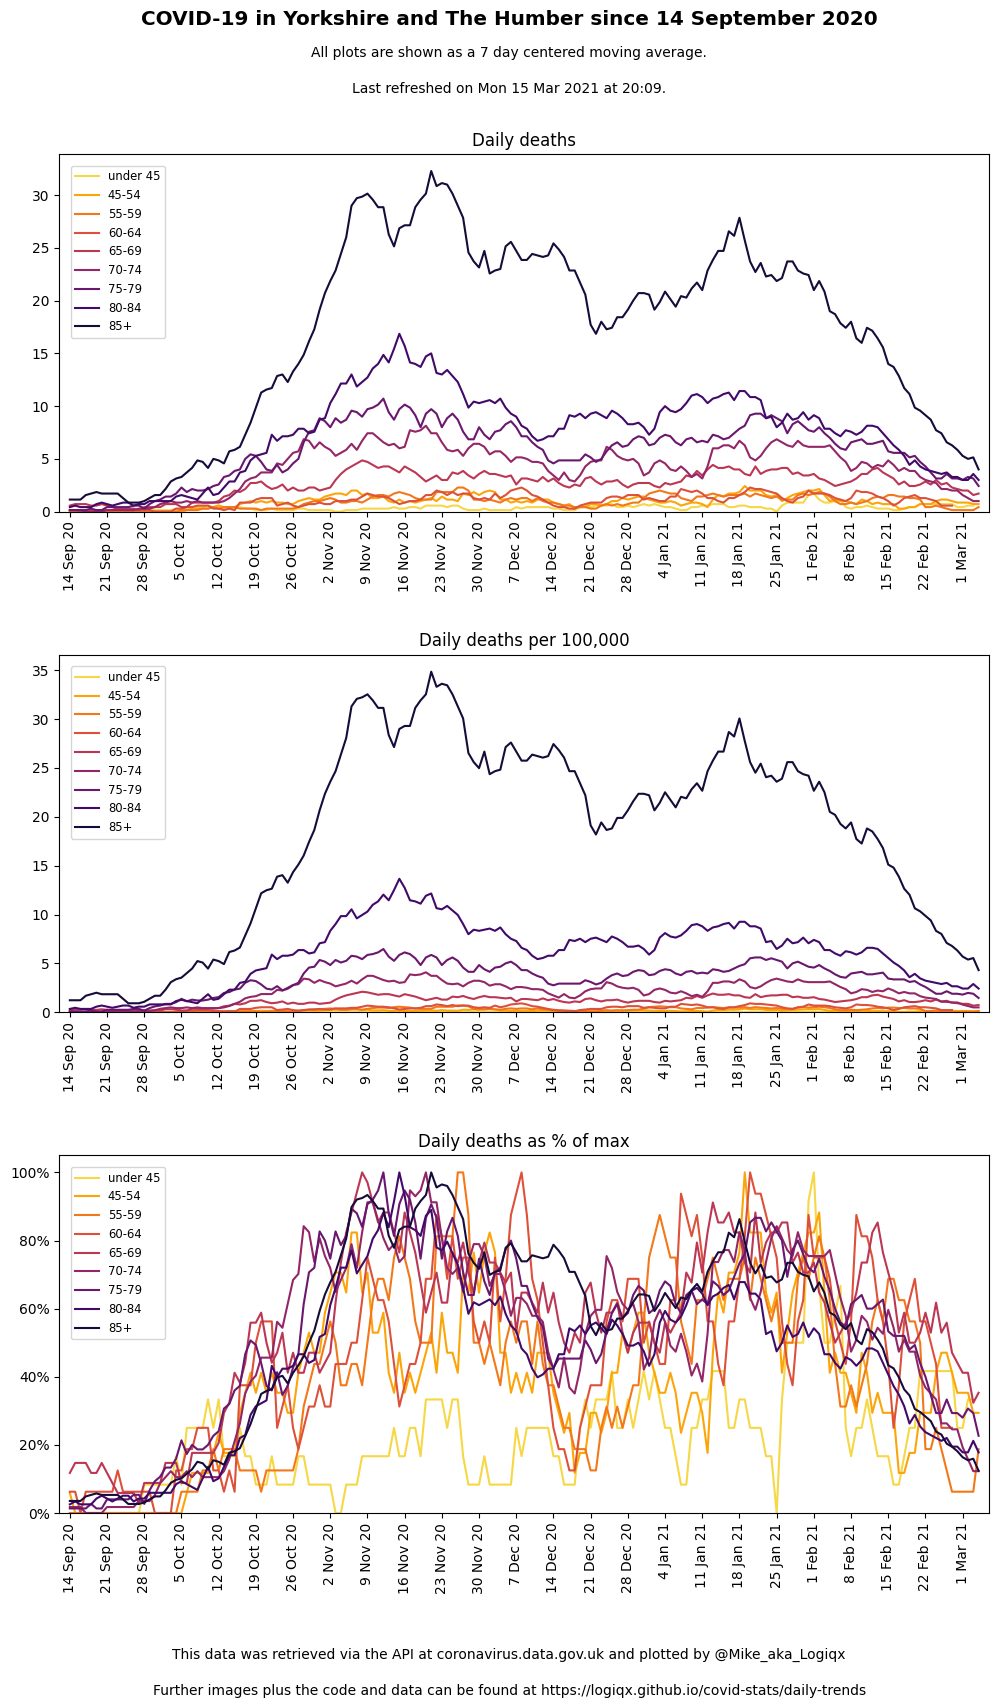 COVID-19 in Yorkshire and The Humber since 14 September 2020
All plots are shown as a 7 day centered moving average.
Last refreshed on Mon 15 Mar 2021 at 20:09.
Daily deaths
under 45
45-54
55-59
60-64
65-69
70-74
75-79
80-84
85+
30
25
20
15
10
5
0
14 Sep 20
21 Sep 20
28 Sep 20
5 Oct 20
12 Oct 20
19 Oct 20
26 Oct 20
2 Nov 20
9 Nov 20
16 Nov 20
23 Nov 20
30 Nov 20
7 Dec 20
14 Dec 20
21 Dec 20
28 Dec 20
4 Jan 21
11 Jan 21
18 Jan 21
25 Jan 21
1 Feb 21
8 Feb 21
15 Feb 21
22 Feb 21
1 Mar 21
Daily deaths per 100,000
under 45
45-54
55-59
60-64
65-69
70-74
75-79
80-84
85+
35
30
25
20
15
10
5
0
14 Sep 20
21 Sep 20
28 Sep 20
5 Oct 20
12 Oct 20
19 Oct 20
26 Oct 20
2 Nov 20
9 Nov 20
16 Nov 20
23 Nov 20
30 Nov 20
7 Dec 20
14 Dec 20
21 Dec 20
28 Dec 20
4 Jan 21
11 Jan 21
18 Jan 21
25 Jan 21
1 Feb 21
8 Feb 21
15 Feb 21
22 Feb 21
1 Mar 21
Daily deaths as % of max
under 45
45-54
55-59
60-64
65-69
70-74
75-79
80-84
85+
100%
80%
60%
40%
20%
0%
14 Sep 20
21 Sep 20
28 Sep 20
5 Oct 20
12 Oct 20
19 Oct 20
26 Oct 20
2 Nov 20
9 Nov 20
16 Nov 20
23 Nov 20
30 Nov 20
7 Dec 20
14 Dec 20
21 Dec 20
28 Dec 20
4 Jan 21
11 Jan 21
18 Jan 21
25 Jan 21
1 Feb 21
8 Feb 21
15 Feb 21
22 Feb 21
1 Mar 21
This data was retrieved via the API at coronavirus.data.gov.uk and plotted by @Mike_aka_Logiqx
Further images plus the code and data can be found at https://logiqx.github.io/covid-stats/daily-trends